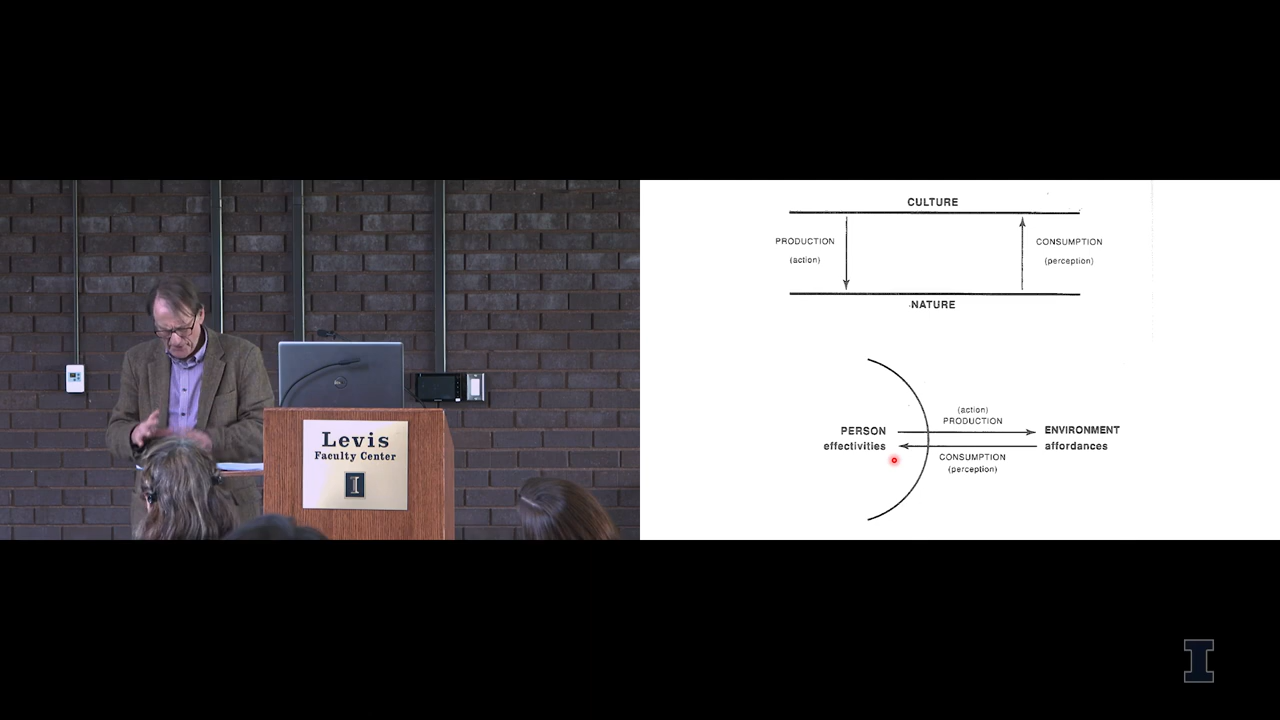 Levis
Faculty Center
I
CULTURE
PRODUCTION
(action)
CONSUMPTION
(perception)
NATURE
(action)
PRODUCTION
PERSON
effectivities
ENVIRONMENT
affordances
CONSUMPTION
(perception)
I